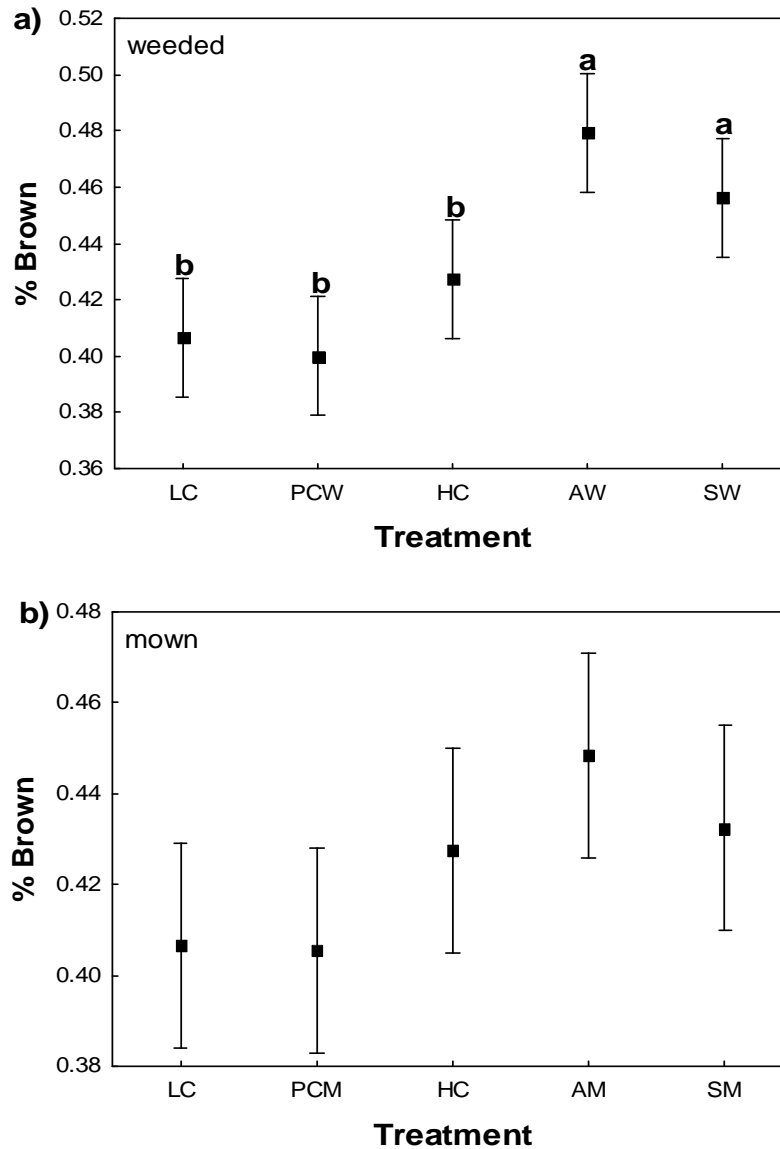 a)
weeded
0.52
0.50
0.48
0.46
0.44
0.42
0.40
0.38
0.36
% Brown
b
b
b
a
a
LC PCW HC AW SW
Treatment
b)
mown
0.48
0.46
0.44
0.42
0.40
0.38
% Brown
LC PCM HC AM SM
Treatment